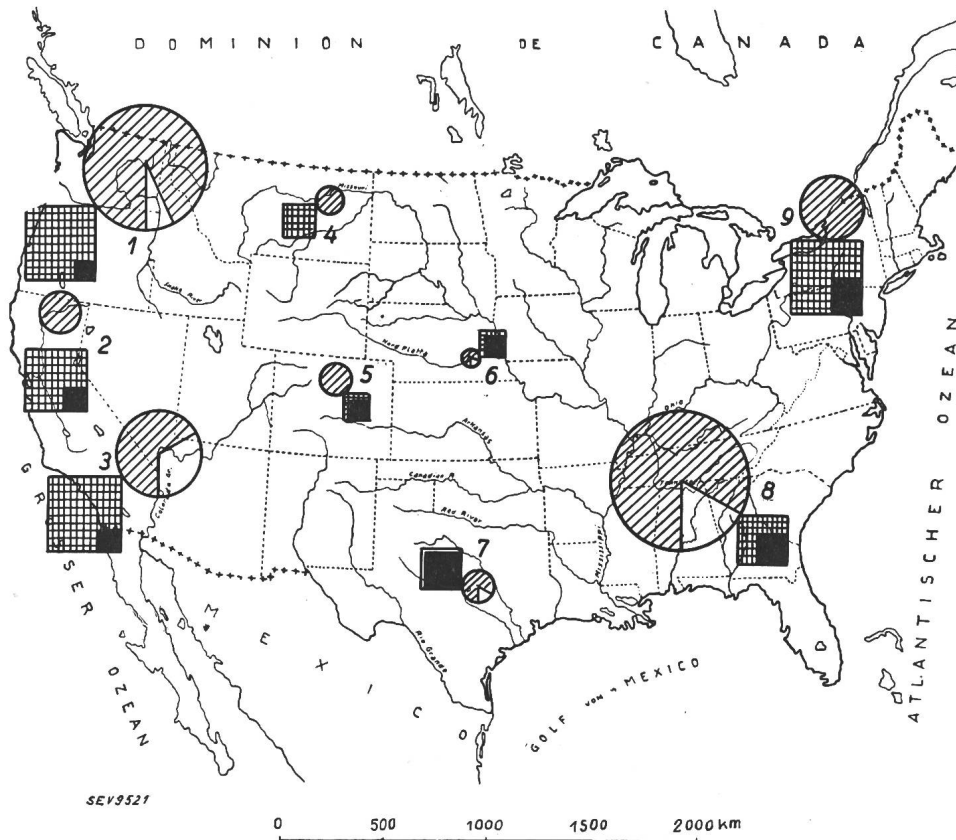 DOMINION DE CANADA
Missouri
9
1
4
Snake River
2
Nord Platte
6
5
Ohio
3
Arkansas
Colorado
Canadian R.
8
Red River
Mississippi
7
GROSSER OZEAN
MEXICO
Rio Grande
GOLF VON MEXICO
ATLANTISCHER OZEAN
SEV9521
0 500 1000 1500 2000 km